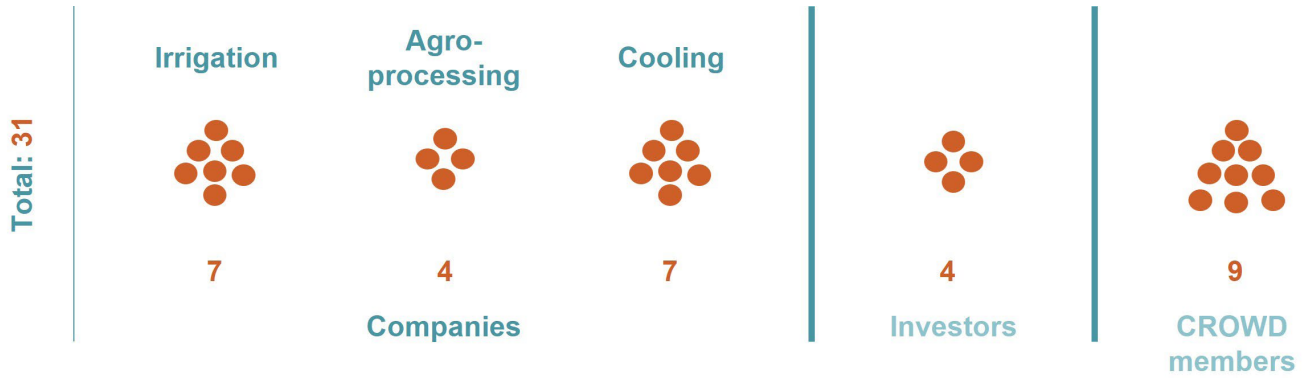 Total: 31
Irrigation
Agro-
processing
Cooling
7
4
7
4
9
Companies
Investors
CROWD
members